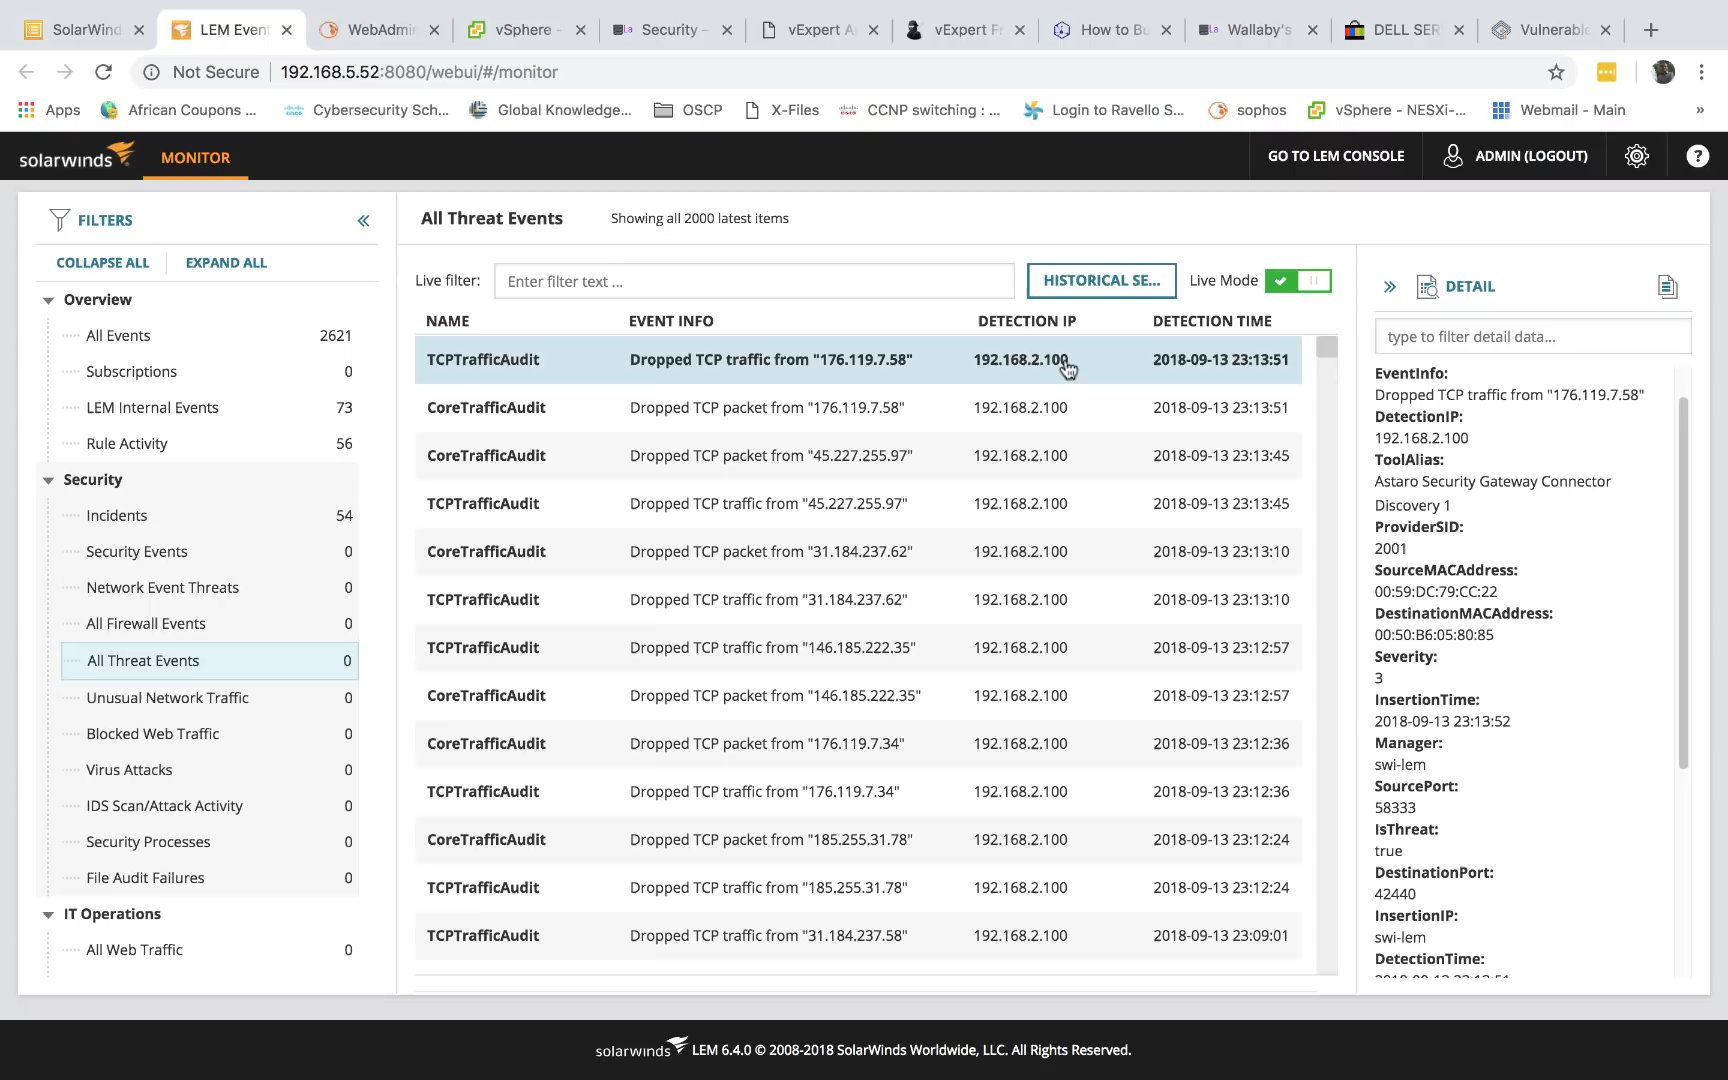 SolarWind
LEM Even
WebAdmin
vSphere -
La Security –
vExpert A
vExpert Fr
How to Bu
La Wallaby's
DELL SER
Vulnerable
Not Secure
192.168.5.52:8080/webui/#/monitor
Apps
African Coupons ...
Cybersecurity Sch...
Global Knowledge...
OSCP
X-Files
CCNP switching : ...
Login to Ravello S...
sophos
vSphere - NESXi-...
Webmail - Main
»
solarwinds
MONITOR
GO TO LEM CONSOLE
ADMIN (LOGOUT)
?
FILTERS
«
COLLAPSE ALL
EXPAND ALL
Overview
All Events 2621
Subscriptions 0
LEM Internal Events 73
Rule Activity 56
Security
Incidents 54
Security Events 0
Network Event Threats 0
All Firewall Events 0
All Threat Events 0
Unusual Network Traffic 0
Blocked Web Traffic 0
Virus Attacks 0
IDS Scan/Attack Activity 0
Security Processes 0
File Audit Failures 0
IT Operations
All Web Traffic 0
All Threat Events
Showing all 2000 latest items
Live filter:
Enter filter text ...
HISTORICAL SE...
Live Mode
NAME EVENT INFO DETECTION IP DETECTION TIME
TCPTrafficAudit Dropped TCP traffic from "176.119.7.58" 192.168.2.100 2018-09-13 23:13:51
CoreTrafficAudit Dropped TCP packet from "176.119.7.58" 192.168.2.100 2018-09-13 23:13:51
CoreTrafficAudit Dropped TCP packet from "45.227.255.97" 192.168.2.100 2018-09-13 23:13:45
TCPTrafficAudit Dropped TCP traffic from "45.227.255.97" 192.168.2.100 2018-09-13 23:13:45
CoreTrafficAudit Dropped TCP packet from "31.184.237.62" 192.168.2.100 2018-09-13 23:13:10
TCPTrafficAudit Dropped TCP traffic from "31.184.237.62" 192.168.2.100 2018-09-13 23:13:10
TCPTrafficAudit Dropped TCP traffic from "146.185.222.35" 192.168.2.100 2018-09-13 23:12:57
CoreTrafficAudit Dropped TCP packet from "146.185.222.35" 192.168.2.100 2018-09-13 23:12:57
CoreTrafficAudit Dropped TCP packet from "176.119.7.34" 192.168.2.100 2018-09-13 23:12:36
TCPTrafficAudit Dropped TCP traffic from "176.119.7.34" 192.168.2.100 2018-09-13 23:12:36
CoreTrafficAudit Dropped TCP packet from "185.255.31.78" 192.168.2.100 2018-09-13 23:12:24
TCPTrafficAudit Dropped TCP traffic from "185.255.31.78" 192.168.2.100 2018-09-13 23:12:24
TCPTrafficAudit Dropped TCP traffic from "31.184.237.58" 192.168.2.100 2018-09-13 23:09:01
»
DETAIL
type to filter detail data...
EventInfo:
Dropped TCP traffic from "176.119.7.58"
DetectionIP:
192.168.2.100
ToolAlias:
Astaro Security Gateway Connector
Discovery 1
ProviderSID:
2001
SourceMACAddress:
00:59:DC:79:CC:22
DestinationMACAddress:
00:50:B6:05:80:85
Severity:
3
InsertionTime:
2018-09-13 23:13:52
Manager:
swi-lem
SourcePort:
58333
IsThreat:
true
DestinationPort:
42440
InsertionIP:
swi-lem
DetectionTime:
2018-09-13 23:13:51
solarwinds LEM 6.4.0 © 2008-2018 SolarWinds Worldwide, LLC. All Rights Reserved.